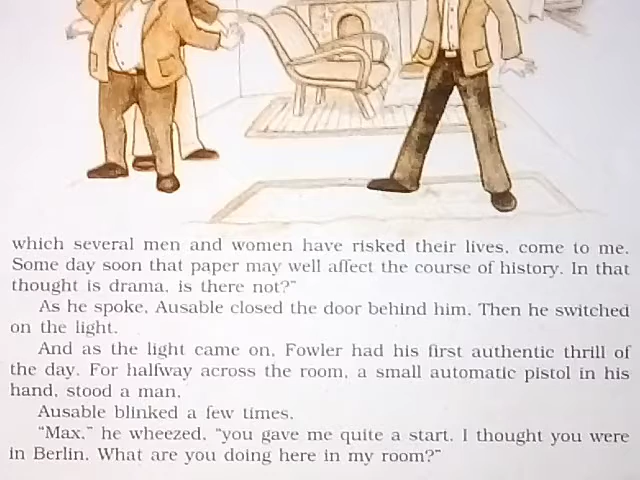 which several men and women have risked their lives, come to me.
Some day soon that paper may well affect the course of history. In that
thought is drama, is there not?"
As he spoke, Ausable closed the door behind him. Then he switched
on the light.
And as the light came on, Fowler had his first authentic thrill of
the day. For halfway across the room, a small automatic pistol in his
hand, stood a man.
Ausable blinked a few times.
"Max," he wheezed, "you gave me quite a start. I thought you were
in Berlin. What are you doing here in my room?"